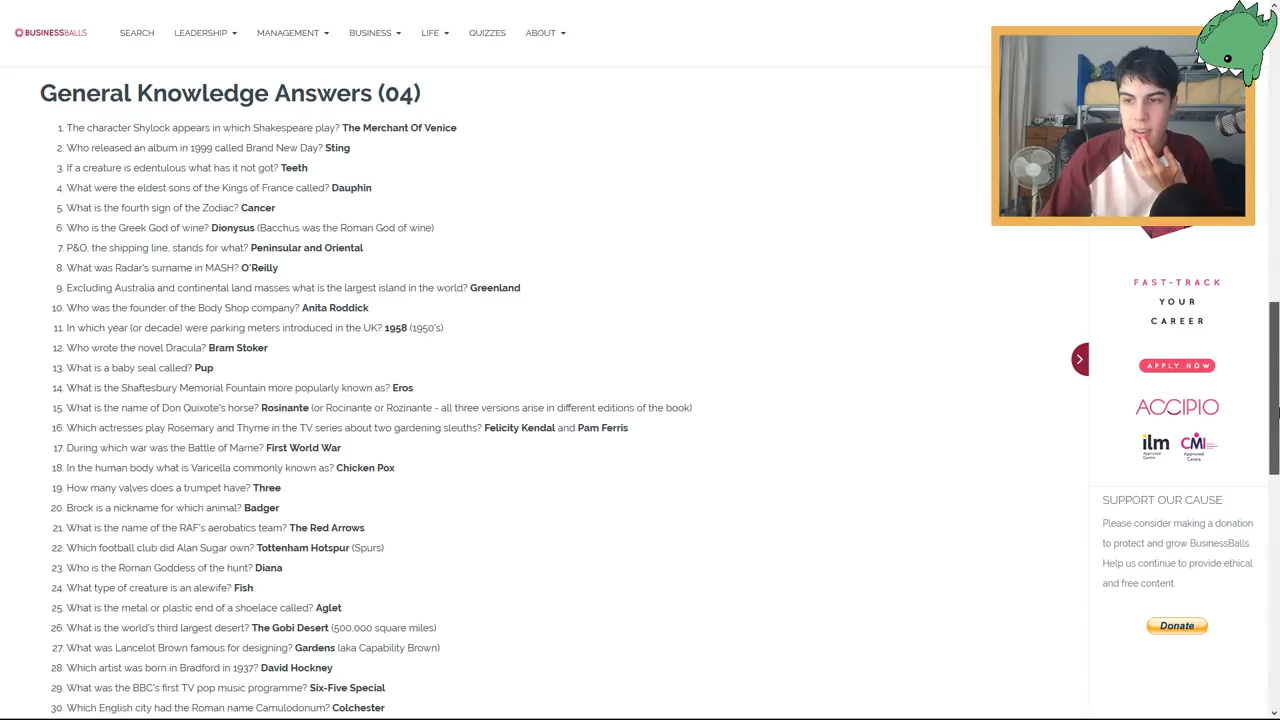 BUSINESSBALLS
SEARCH
LEADERSHIP
MANAGEMENT
BUSINESS
LIFE
QUIZZES
ABOUT
General Knowledge Answers (04)
1. The character Shylock appears in which Shakespeare play? The Merchant Of Venice
2. Who released an album in 1999 called Brand New Day? Sting
3. If a creature is edentulous what has it not got? Teeth
4. What were the eldest sons of the Kings of France called? Dauphin
5. What is the fourth sign of the Zodiac? Cancer
6. Who is the Greek God of wine? Dionysus (Bacchus was the Roman God of wine)
7. P&O, the shipping line, stands for what? Peninsular and Oriental
8. What was Radar's surname in MASH? O'Reilly
9. Excluding Australia and continental land masses what is the largest island in the world? Greenland
10. Who was the founder of the Body Shop company? Anita Roddick
11. In which year (or decade) were parking meters introduced in the UK? 1958 (1950's)
12. Who wrote the novel Dracula? Bram Stoker
13. What is a baby seal called? Pup
14. What is the Shaftesbury Memorial Fountain more popularly known as? Eros
15. What is the name of Don Quixote's horse? Rosinante (or Rocinante or Rozinante - all three versions arise in different editions of the book)
16. Which actresses play Rosemary and Thyme in the TV series about two gardening sleuths? Felicity Kendal and Pam Ferris
17. During which war was the Battle of Marne? First World War
18. In the human body what is Varicella commonly known as? Chicken Pox
19. How many valves does a trumpet have? Three
20. Brock is a nickname for which animal? Badger
21. What is the name of the RAF's aerobatics team? The Red Arrows
22. Which football club did Alan Sugar own? Tottenham Hotspur (Spurs)
23. Who is the Roman Goddess of the hunt? Diana
24. What type of creature is an alewife? Fish
25. What is the metal or plastic end of a shoelace called? Aglet
26. What is the world's third largest desert? The Gobi Desert (500,000 square miles)
27. What was Lancelot Brown famous for designing? Gardens (aka Capability Brown)
28. Which artist was born in Bradford in 1937? David Hockney
29. What was the BBC's first TV pop music programme? Six-Five Special
30. Which English city had the Roman name Camulodonum? Colchester
FAST-TRACK
YOUR
CAREER
APPLY NOW
ACCIPIO
ilm
CMI
Approved
Centre
Approved
Centre
SUPPORT OUR CAUSE
Please consider making a donation
to protect and grow BusinessBalls.
Help us continue to provide ethical
and free content.
Donate